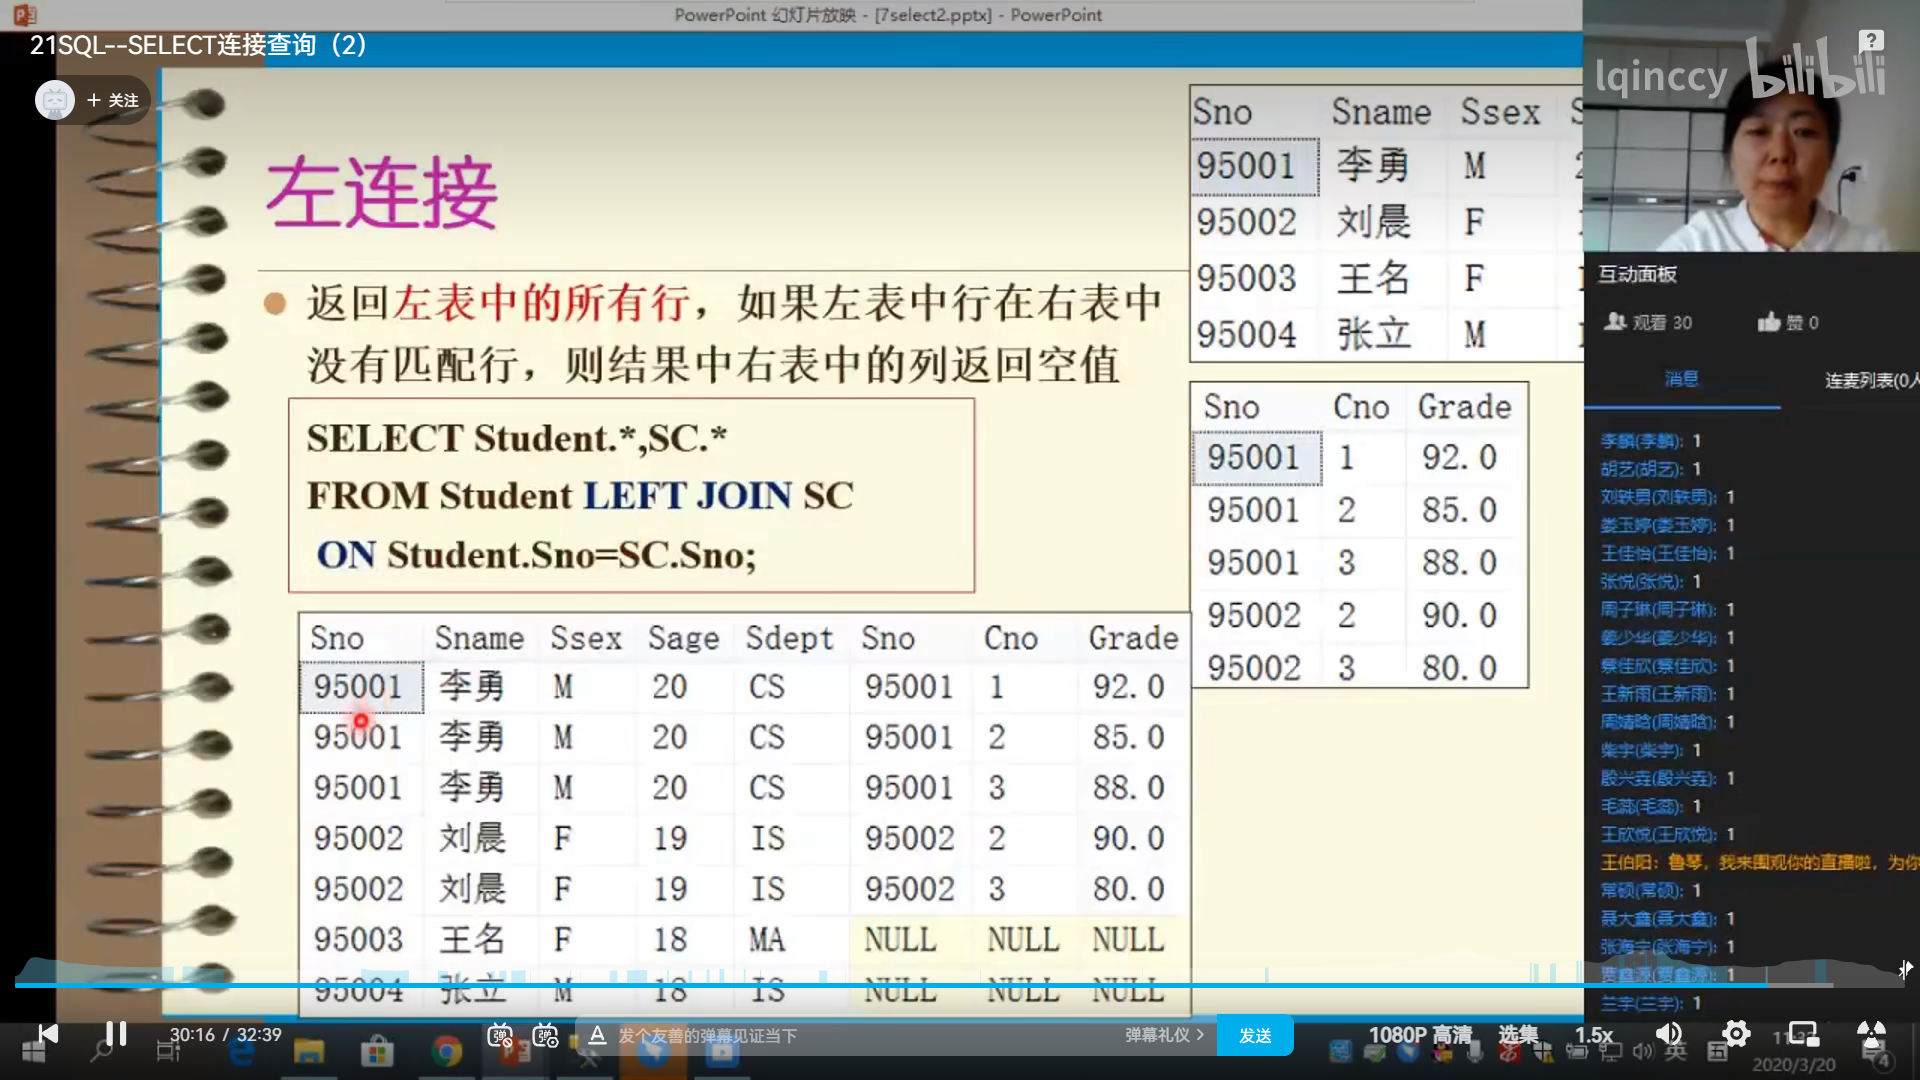 PowerPoint 幻灯片放映 - [7select2.pptx] - PowerPoint
21SQL--SELECT连接查询（2）
+ 关注
lqinccy bilibili
左连接
返回左表中的所有行，如果左表中行在右表中
没有匹配行，则结果中右表中的列返回空值
SELECT Student.*,SC.*
FROM Student LEFT JOIN SC
ON Student.Sno=SC.Sno;
Sno Sname Ssex
95001 李勇 M
95002 刘晨 F
95003 王名 F
95004 张立 M
Sno Cno Grade
95001 1 92.0
95001 2 85.0
95001 3 88.0
95002 2 90.0
95002 3 80.0
Sno Sname Ssex Sage Sdept Sno Cno Grade
95001 李勇 M 20 CS 95001 1 92.0
95001 李勇 M 20 CS 95001 2 85.0
95001 李勇 M 20 CS 95001 3 88.0
95002 刘晨 F 19 IS 95002 2 90.0
95002 刘晨 F 19 IS 95002 3 80.0
95003 王名 F 18 MA NULL NULL NULL
95004 张立 M 18 IS NULL NULL NULL
互动面板
观看 30 赞 0
消息 连麦列表(0人
李麟(李麟): 1
胡艺(胡艺): 1
刘轶男(刘轶男): 1
娄玉婷(娄玉婷): 1
王佳怡(王佳怡): 1
张悦(张悦): 1
周子琳(周子琳): 1
姜少华(姜少华): 1
蔡佳欣(蔡佳欣): 1
王新雨(王新雨): 1
周婧晗(周婧晗): 1
柴宇(柴宇): 1
殷兴垚(殷兴垚): 1
毛蕊(毛蕊): 1
王欣悦(王欣悦): 1
王伯阳: 鲁琴，我来围观你的直播啦，为你
常硕(常硕): 1
聂大鑫(聂大鑫): 1
张海宇(张海宇): 1
贾鑫源(贾鑫源): 1
兰宇(兰宇): 1
30:16 / 32:39
发个友善的弹幕见证当下
弹幕礼仪 >
发送
1080P 高清 选集 1.5x
英
2020/3/20
4